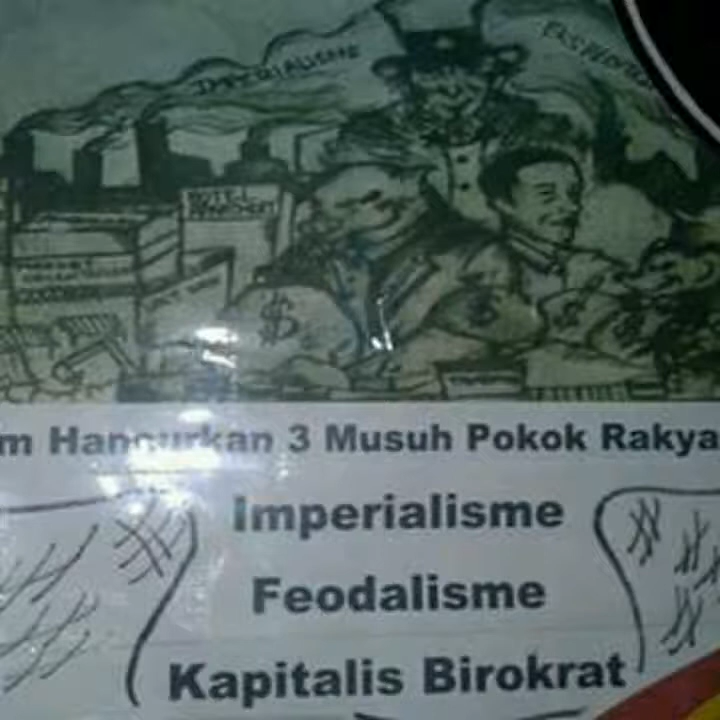 IMPERIALISME
$
m Hancurkan 3 Musuh Pokok Rakya
Imperialisme
Feodalisme
Kapitalis Birokrat